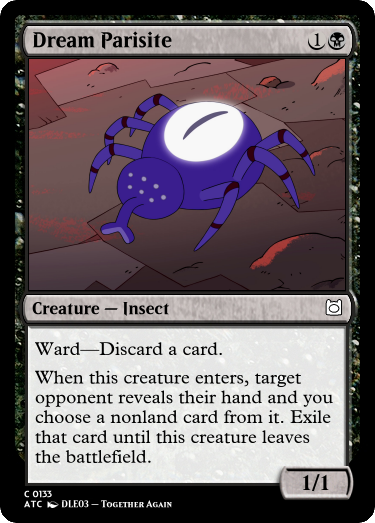 Dream Parisite 1
Creature — Insect
Ward—Discard a card.
When this creature enters, target
opponent reveals their hand and you
choose a nonland card from it. Exile
that card until this creature leaves
the battlefield.
1/1
C 0133
ATC DLE03 — Together Again